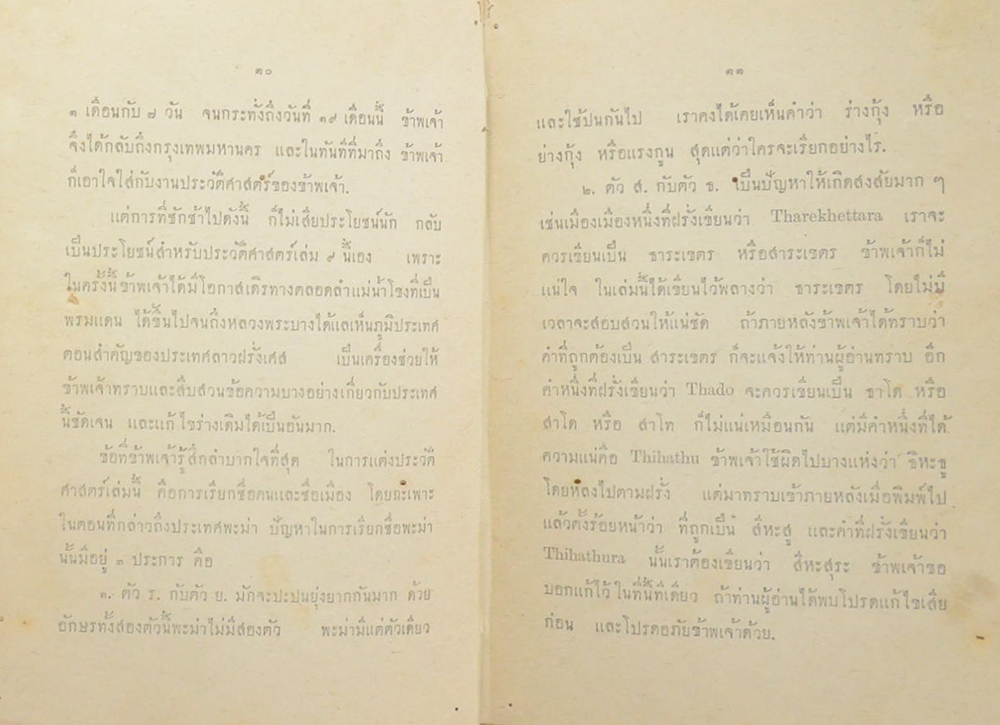 ๓๐
๑ เดือนกับ ๘ วัน จนกระทั่งถึงวันที่ ๑๙ เดือนนี้ ข้าพเจ้า
จึงได้กลับถึงกรุงเทพมหานคร และในทันทีที่มาถึง ข้าพเจ้า
ก็เอาใจใส่กับงานประวัติศาสตร์ของข้าพเจ้า.
แต่การที่ชักช้าไปดังนี้ ก็ไม่เสียประโยชน์นัก กลับ
เป็นประโยชน์สำหรับประวัติศาสตร์เล่ม ๙ นี้เอง เพราะ
ในครั้งนี้ข้าพเจ้าได้มีโอกาสเดิรทางตลอดลำแม่น้ำโขงที่เป็น
พรมแดน ได้ขึ้นไปจนถึงหลวงพระบางได้แลเห็นภูมิประเทศ
ตอนสำคัญของประเทศลาวฝรั่งเศส เป็นเครื่องช่วยให้
ข้าพเจ้าทราบและสืบสวนข้อความบางอย่างเกี่ยวกับประเทศ
นี้ชัดเจน และแก้ไขร่างเดิมได้เป็นอันมาก.
ข้อที่ข้าพเจ้ารู้สึกลำบากใจที่สุด ในการแต่งประวัติ
ศาสตร์เล่มนี้ คือการเรียกชื่อคนและชื่อเมือง โดยฉะเพาะ
ในตอนที่กล่าวถึงประเทศพะม่า ปัญหาในการเรียกชื่อพะม่า
นั้นมีอยู่ ๓ ประการ คือ
๑. ตัว ร. กับตัว ย. มักจะปะปนยุ่งยากกันมาก ด้วย
อักษรทั้งสองตัวนี้พะม่าไม่มีสองตัว พะม่ามีแต่ตัวเดียว
๓๑
และใช้ปนกันไป เราคงได้เคยเห็นคำว่า ร่างกุ้ง หรือ
ย่างกุ้ง หรือแรงกูน สุดแต่ว่าใครจะเรียกอย่างไร.
๒. ตัว ส. กับตัว ธ. เป็นปัญหาให้เกิดสงสัยมาก ๆ
เช่นเมืองเมืองหนึ่งที่ฝรั่งเขียนว่า Tharekhettara เราจะ
ควรเขียนเป็น ธาระเขตร หรือสาระเขตร ข้าพเจ้าก็ไม่
แน่ใจ ในเล่มนี้ได้เขียนไว้พลางว่า ธาระเขตร โดยไม่มี
เวลาจะสอบสวนให้แน่ชัด ถ้าภายหลังข้าพเจ้าได้ทราบว่า
คำที่ถูกต้องเป็น สาระเขตร ก็จะแจ้งให้ท่านผู้อ่านทราบ อีก
คำหนึ่งที่ฝรั่งเขียนว่า Thado จะควรเขียนเป็น ธาโด หรือ
สาโด หรือ สาโท ก็ไม่แน่เหมือนกัน แต่มีคำหนึ่งที่ได้
ความแน่คือ Thihathu ข้าพเจ้าใช้ผิดไปบางแห่งว่า ธิหะธู
โดยหลงไปตามฝรั่ง แต่มาทราบเข้าภายหลังเมื่อพิมพ์ไป
แล้วตั้งร้อยหน้าว่า ที่ถูกเป็น สีหะสู และคำที่ฝรั่งเขียนว่า
Thihathura นั้นเราต้องเขียนว่า สีหะสุระ ข้าพเจ้าขอ
บอกแก้ไว้ในที่นี้ทีเดียว ถ้าท่านผู้อ่านได้พบโปรดแก้ไขเสีย
ก่อน และโปรดอภัยข้าพเจ้าด้วย.